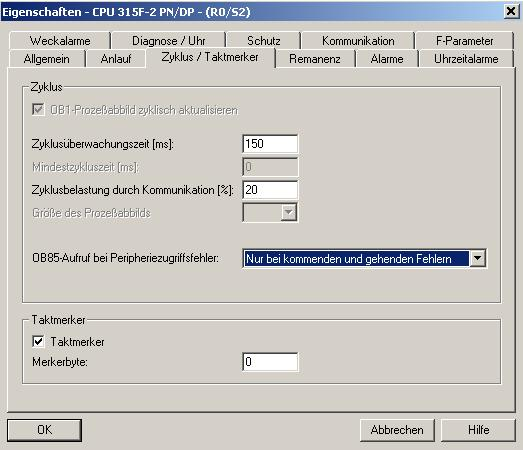 Eigenschaften - CPU 315F-2 PN/DP - (R0/S2)
Weckalarme Diagnose / Uhr Schutz Kommunikation F-Parameter
Allgemein Anlauf Zyklus / Taktmerker Remanenz Alarme Uhrzeitalarme
Zyklus
OB1-Prozeßabbild zyklisch aktualisieren
Zyklusüberwachungszeit [ms]: 150
Mindestzykluszeit [ms]: 0
Zyklusbelastung durch Kommunikation [%]: 20
Größe des Prozeßabbilds
OB85-Aufruf bei Peripheriezugriffsfehler: Nur bei kommenden und gehenden Fehlern
Taktmerker
Taktmerker
Merkerbyte: 0
OK Abbrechen Hilfe